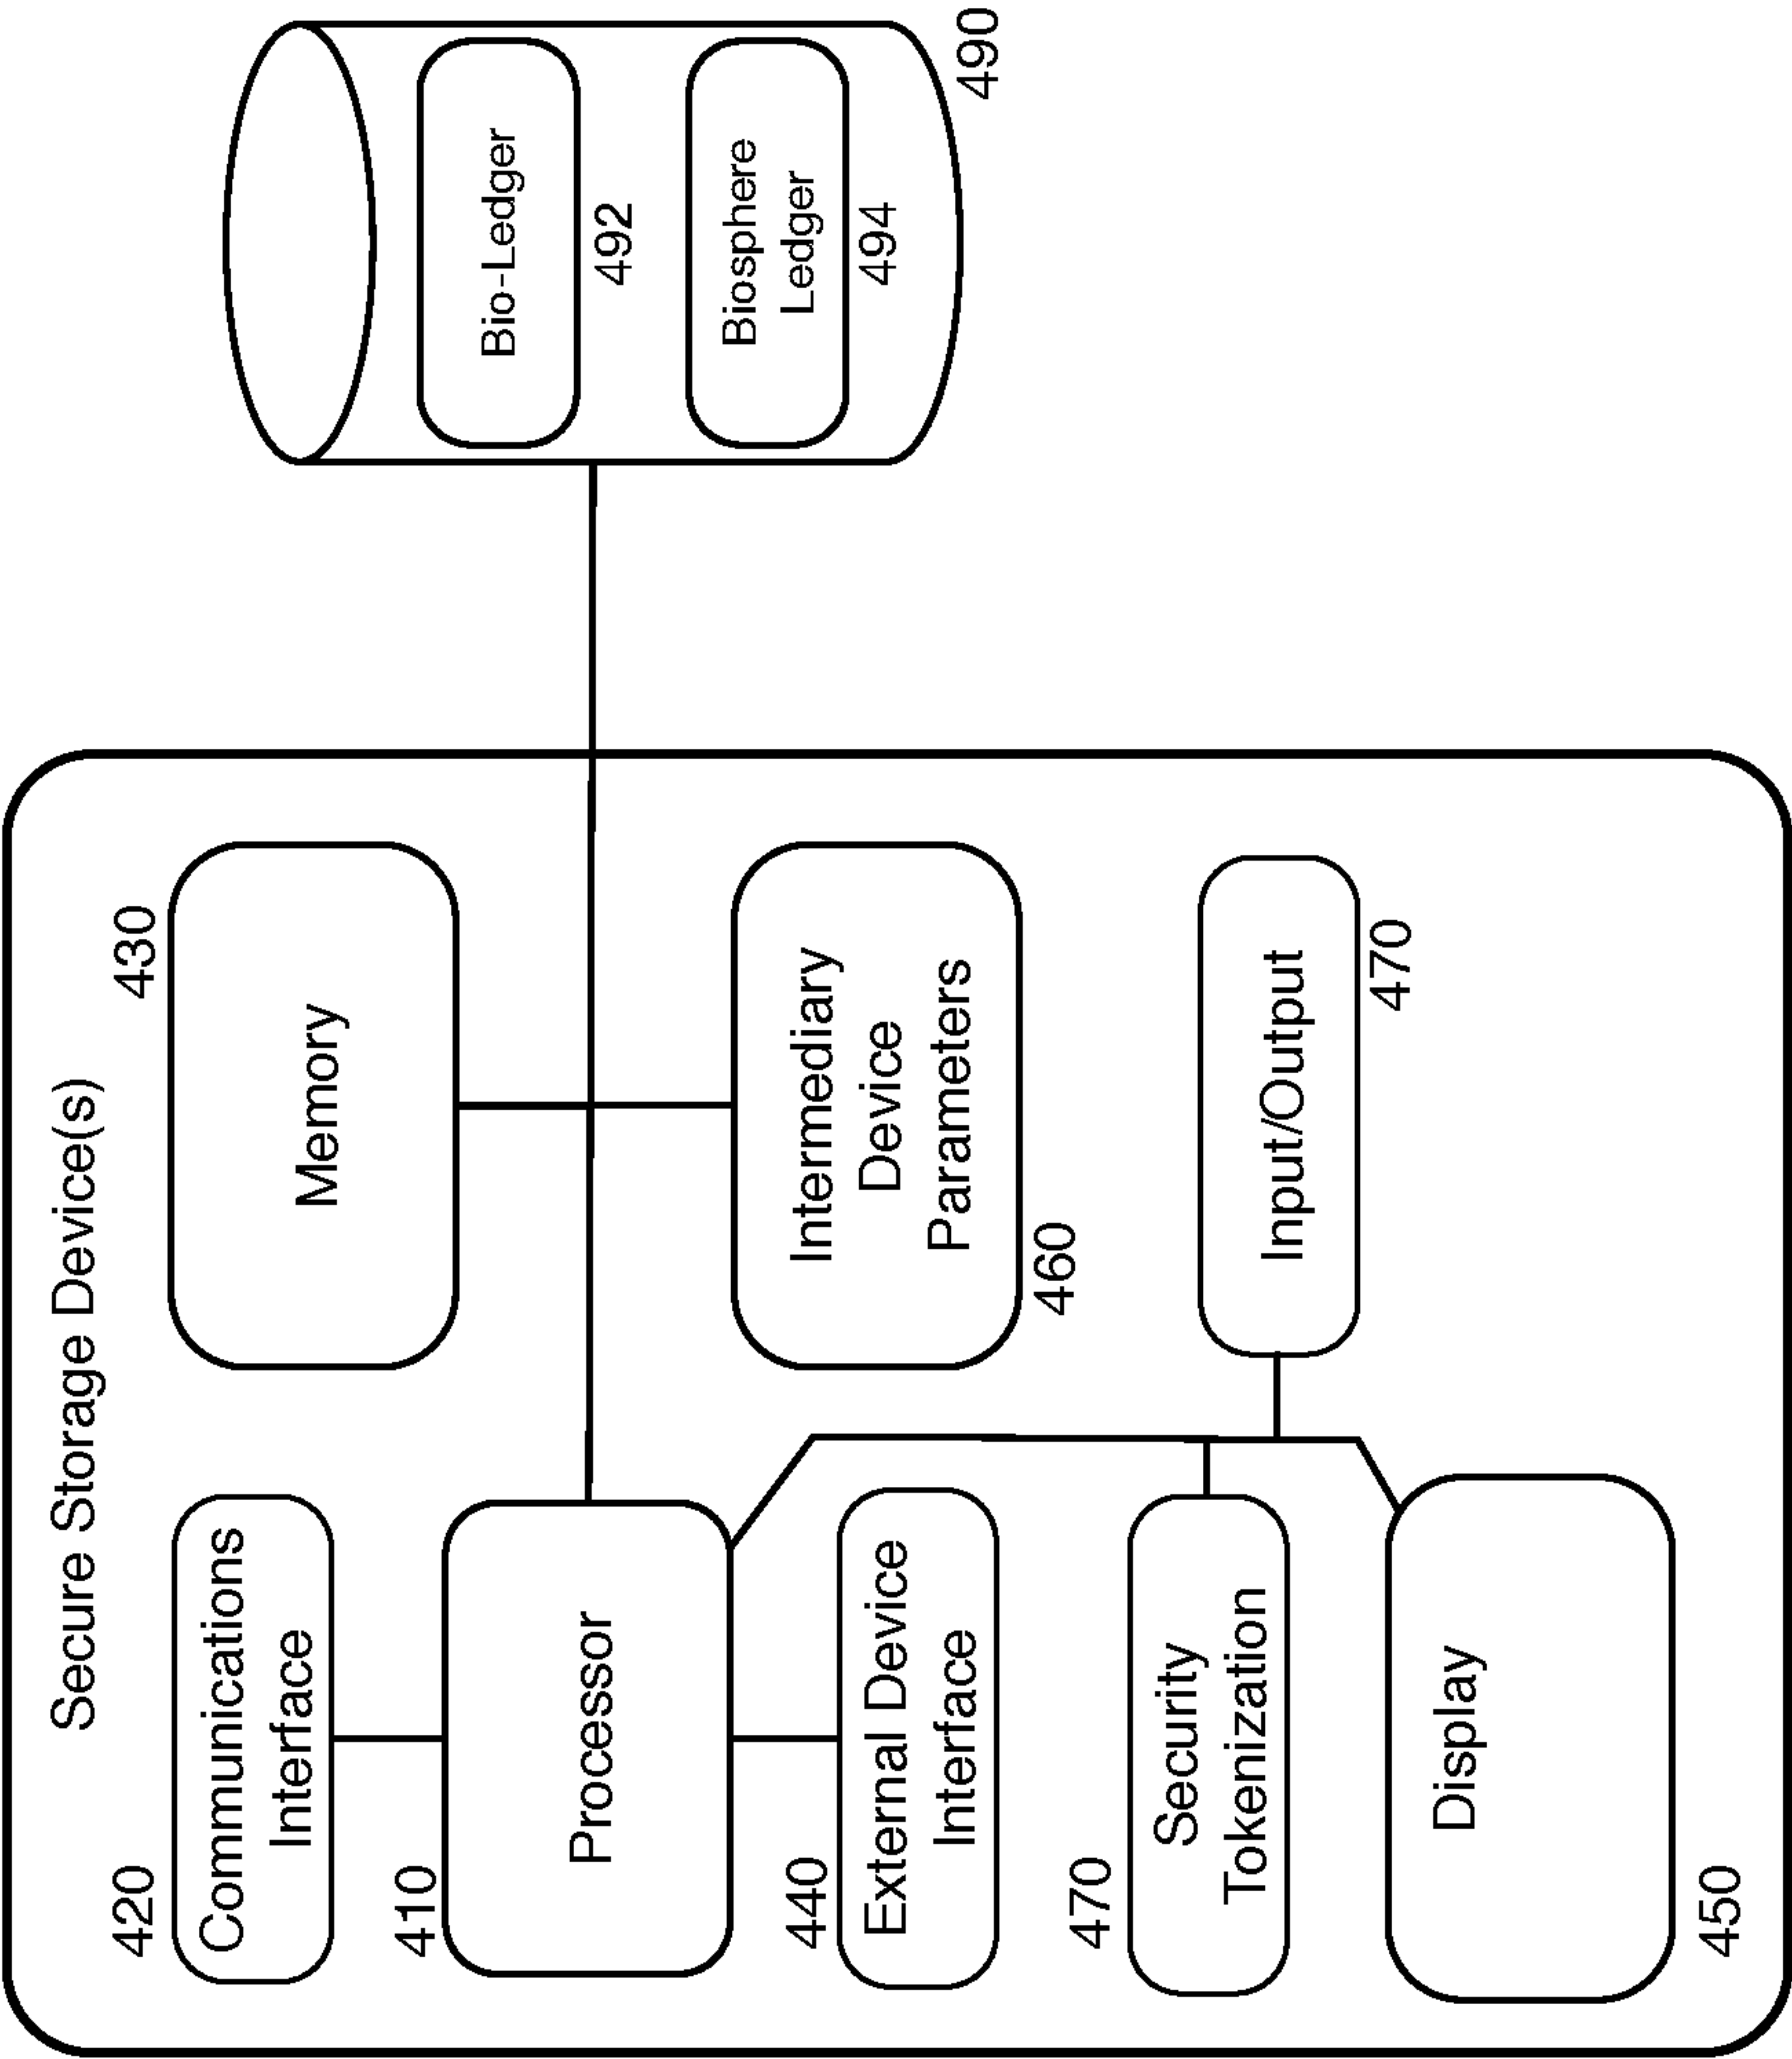 Secure Storage Device(s)
420
Communications
Interface
430
Memory
410
Processor
440
External Device
Interface
Intermediary
Device
Parameters
460
470
Security
Tokenization
Input/Output
470
Display
450
Bio-Ledger
492
Biosphere
Ledger
494
490